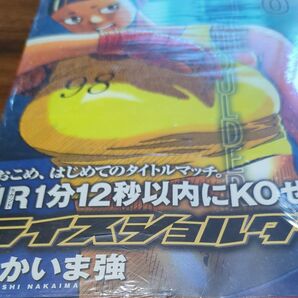 98
おこめ、はじめてのタイトルマッチ。
1R1分12秒以内にKOせ
ライスショルダ
かいま強
SHI NAKAIMA